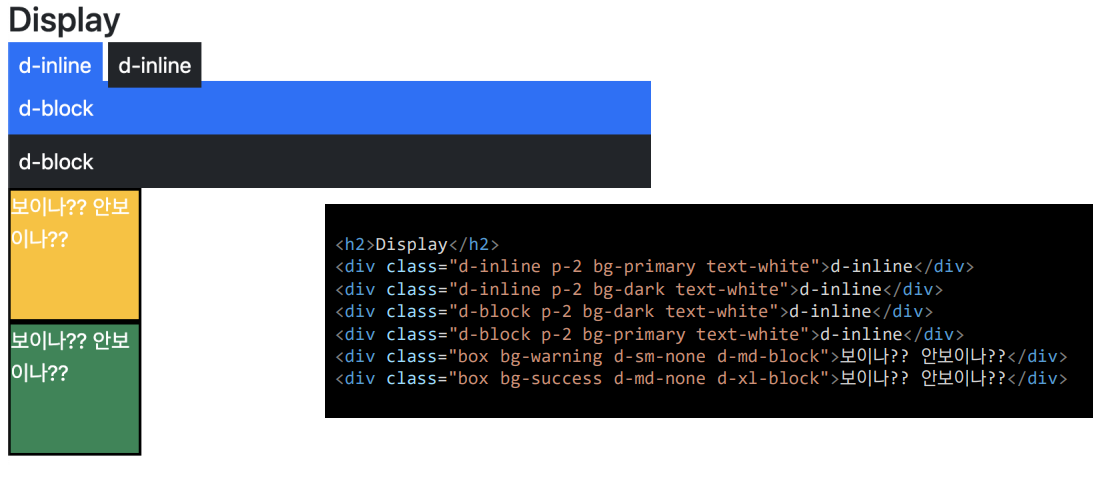 Display
d-inline d-inline
d-block
d-block
보이나?? 안보
이나??
보이나?? 안보
이나??
<h2>Display</h2>
<div class="d-inline p-2 bg-primary text-white">d-inline</div>
<div class="d-inline p-2 bg-dark text-white">d-inline</div>
<div class="d-block p-2 bg-dark text-white">d-inline</div>
<div class="d-block p-2 bg-primary text-white">d-inline</div>
<div class="box bg-warning d-sm-none d-md-block">보이나?? 안보이나??</div>
<div class="box bg-success d-md-none d-xl-block">보이나?? 안보이나??</div>